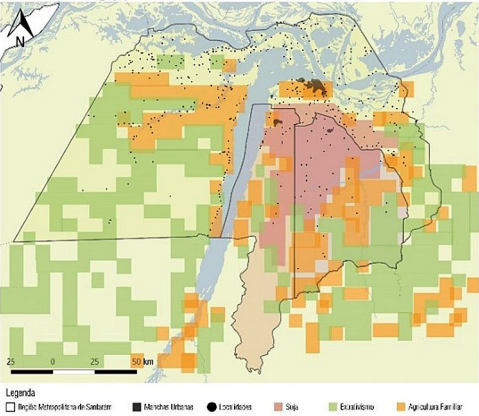 N
25 0 25 50 km
Legenda
Região Metropolitana de Santarém Manchas Urbanas Localidades Soja Extrativismo Agricultura Familiar